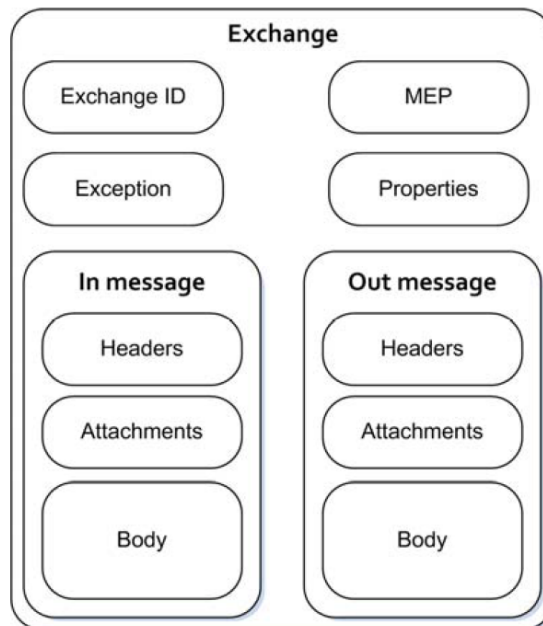 Exchange
Exchange ID
MEP
Exception
Properties
In message
Headers
Attachments
Body
Out message
Headers
Attachments
Body